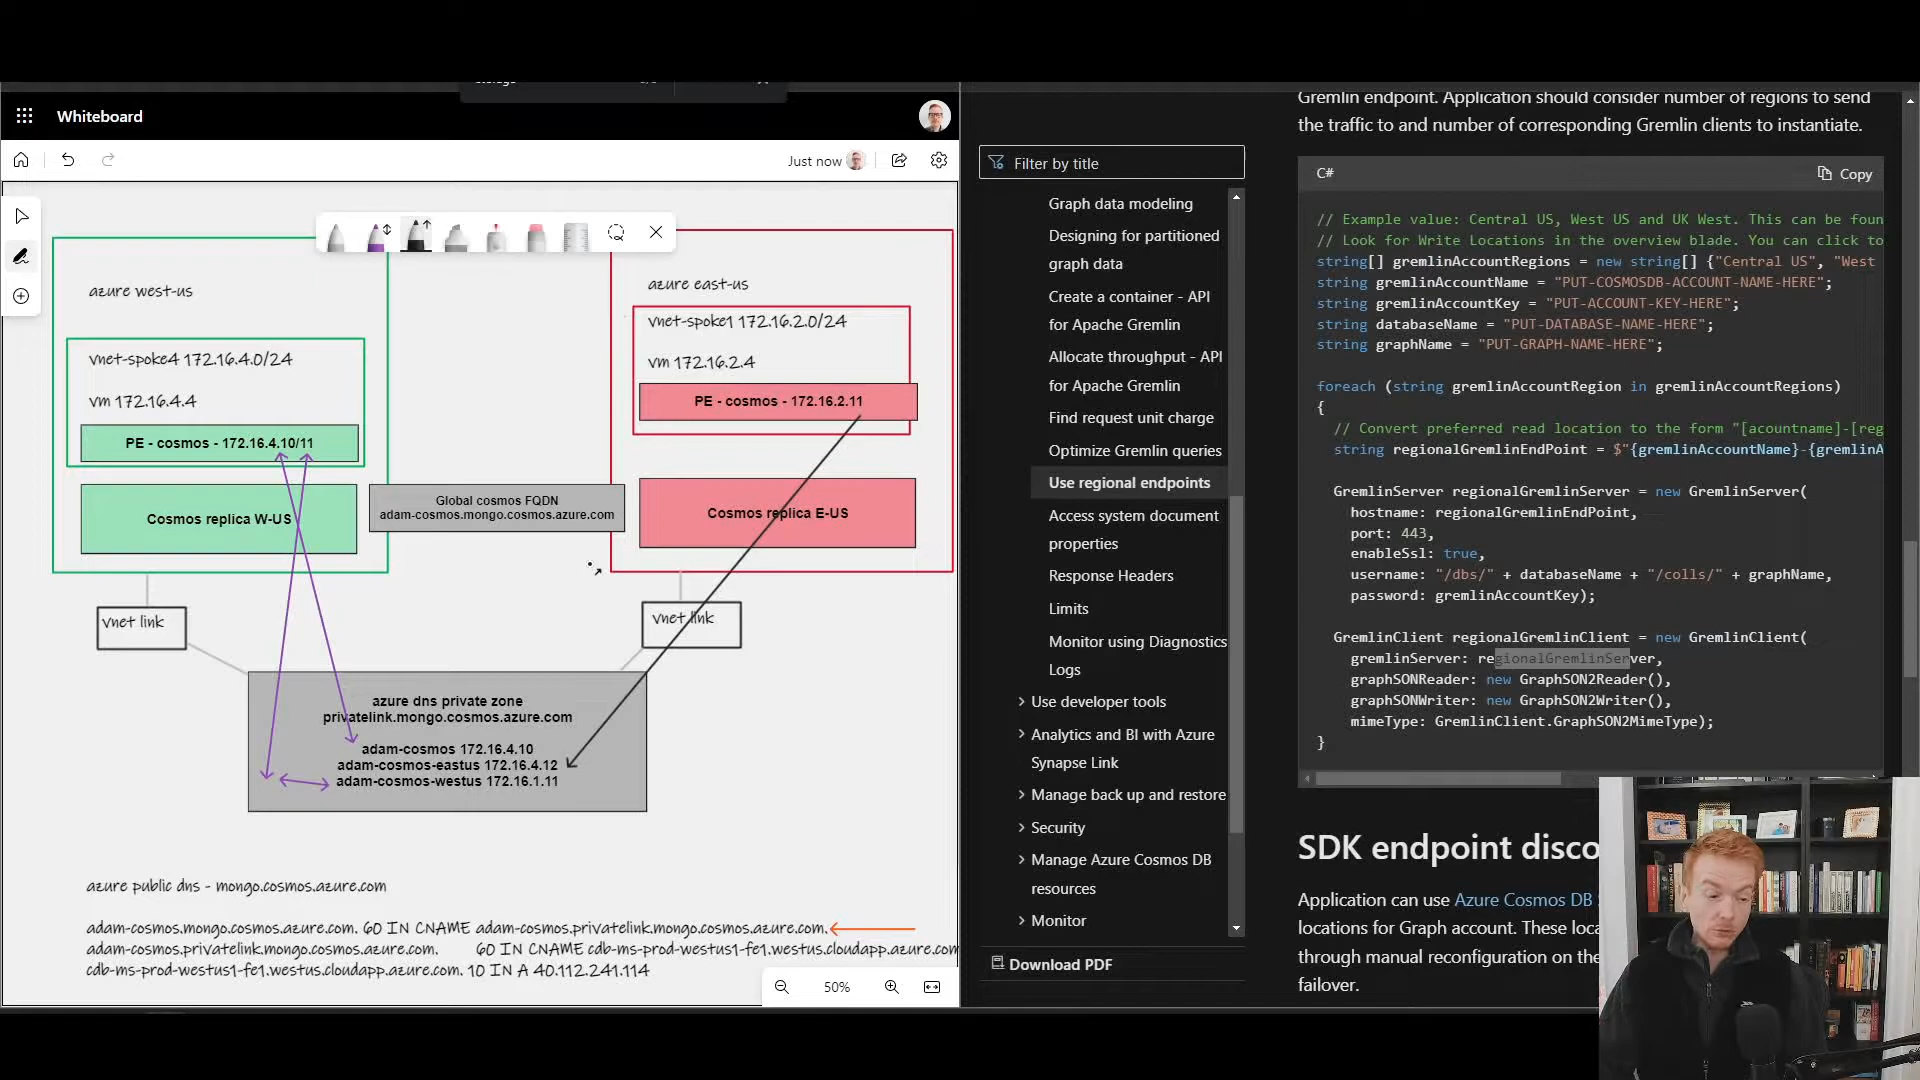 Whiteboard
Just now
azure west-us
vnet-spoke4 172.16.4.0/24
vm 172.16.4.4
PE - cosmos - 172.16.4.10/11
Cosmos replica W-US
Global cosmos FQDN
adam-cosmos.mongo.cosmos.azure.com
azure east-us
vnet-spoke1 172.16.2.0/24
vm 172.16.2.4
PE - cosmos - 172.16.2.11
Cosmos replica E-US
vnet link
vnet link
azure dns private zone
privatelink.mongo.cosmos.azure.com
adam-cosmos 172.16.4.10
adam-cosmos-eastus 172.16.4.12
adam-cosmos-westus 172.16.1.11
azure public dns - mongo.cosmos.azure.com
adam-cosmos.mongo.cosmos.azure.com. 60 IN CNAME adam-cosmos.privatelink.mongo.cosmos.azure.com.
adam-cosmos.privatelink.mongo.cosmos.azure.com. 60 IN CNAME cdb-ms-prod-westus1-fe1.westus.cloudapp.azure.com
cdb-ms-prod-westus1-fe1.westus.cloudapp.azure.com. 10 IN A 40.112.241.114
50%
Filter by title
Graph data modeling
Designing for partitioned
graph data
Create a container - API
for Apache Gremlin
Allocate throughput - API
for Apache Gremlin
Find request unit charge
Optimize Gremlin queries
Use regional endpoints
Access system document
properties
Response Headers
Limits
Monitor using Diagnostics
Logs
Use developer tools
Analytics and BI with Azure
Synapse Link
Manage back up and restore
Security
Manage Azure Cosmos DB
resources
Monitor
Download PDF
Gremlin endpoint. Application should consider number of regions to send
the traffic to and number of corresponding Gremlin clients to instantiate.
C#
Copy
// Example value: Central US, West US and UK West. This can be foun
// Look for Write Locations in the overview blade. You can click to
string[] gremlinAccountRegions = new string[] {"Central US", "West
string gremlinAccountName = "PUT-COSMOSDB-ACCOUNT-NAME-HERE";
string gremlinAccountKey = "PUT-ACCOUNT-KEY-HERE";
string databaseName = "PUT-DATABASE-NAME-HERE";
string graphName = "PUT-GRAPH-NAME-HERE";
foreach (string gremlinAccountRegion in gremlinAccountRegions)
{
// Convert preferred read location to the form "[acountname]-[reg
string regionalGremlinEndPoint = $"{gremlinAccountName}-{gremlinA
GremlinServer regionalGremlinServer = new GremlinServer(
hostname: regionalGremlinEndPoint,
port: 443,
enableSsl: true,
username: "/dbs/" + databaseName + "/colls/" + graphName,
password: gremlinAccountKey);
GremlinClient regionalGremlinClient = new GremlinClient(
gremlinServer: regionalGremlinServer,
graphSONReader: new GraphSON2Reader(),
graphSONWriter: new GraphSON2Writer(),
mimeType: GremlinClient.GraphSON2MimeType);
}
SDK endpoint disco
Application can use Azure Cosmos DB
locations for Graph account. These loca
through manual reconfiguration on the
failover.